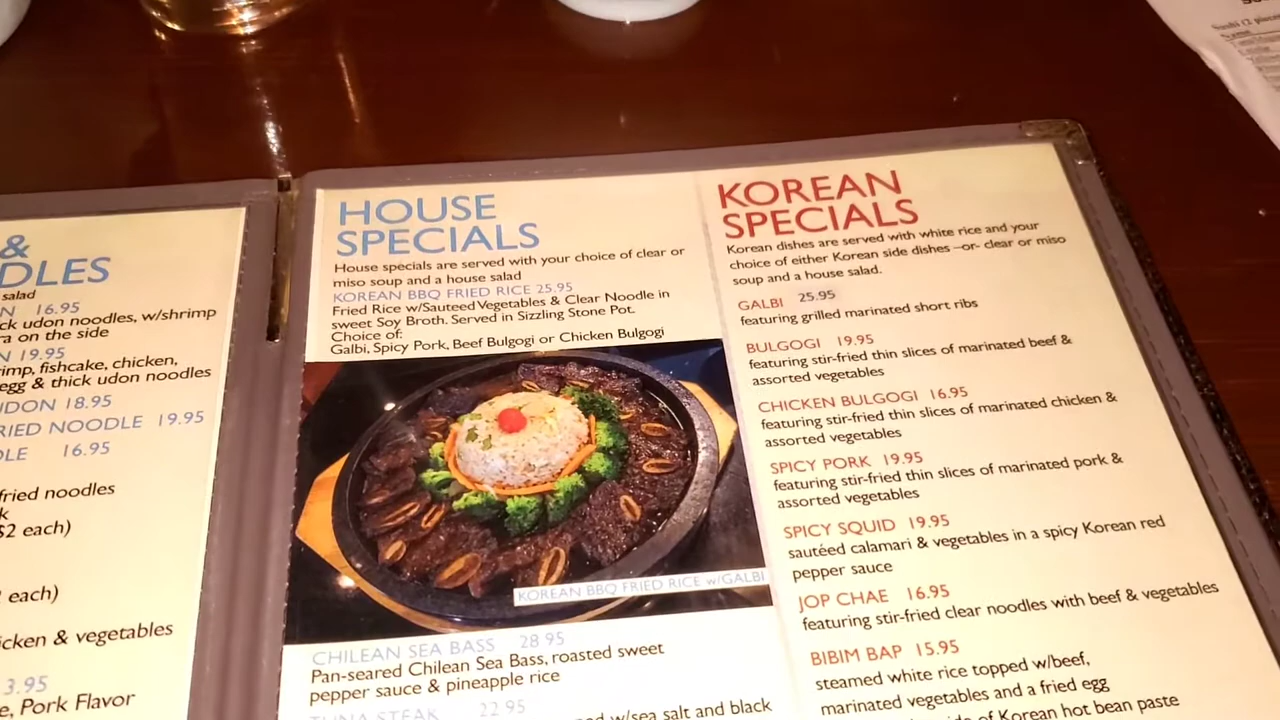 &
DLES
salad
N 16.95
ck udon noodles, w/shrimp
ra on the side
N 19.95
imp, fishcake, chicken,
egg & thick udon noodles
UDON 18.95
RIED NOODLE 19.95
DLE 16.95
fried noodles
k
$2 each)
each)
icken & vegetables
3.95
e, Pork Flavor
HOUSE
SPECIALS
House specials are served with your choice of clear or
miso soup and a house salad
KOREAN BBQ FRIED RICE 25.95
Fried Rice w/Sauteed Vegetables & Clear Noodle in
sweet Soy Broth. Served in Sizzling Stone Pot.
Choice of:
Galbi, Spicy Pork, Beef Bulgogi or Chicken Bulgogi
KOREAN BBQ FRIED RICE w/GALBI
CHILEAN SEA BASS 28 95
Pan-seared Chilean Sea Bass, roasted sweet
pepper sauce & pineapple rice
TUNA STEAK 22.95
ed w/sea salt and black
KOREAN
SPECIALS
Korean dishes are served with white rice and your
choice of either Korean side dishes –or– clear or miso
soup and a house salad.
GALBI 25.95
featuring grilled marinated short ribs
BULGOGI 19.95
featuring stir-fried thin slices of marinated beef &
assorted vegetables
CHICKEN BULGOGI 16.95
featuring stir-fried thin slices of marinated chicken &
assorted vegetables
SPICY PORK 19.95
featuring stir-fried thin slices of marinated pork &
assorted vegetables
SPICY SQUID 19.95
sautéed calamari & vegetables in a spicy Korean red
pepper sauce
JOP CHAE 16.95
featuring stir-fried clear noodles with beef & vegetables
BIBIM BAP 15.95
steamed white rice topped w/beef,
marinated vegetables and a fried egg
of Korean hot bean paste